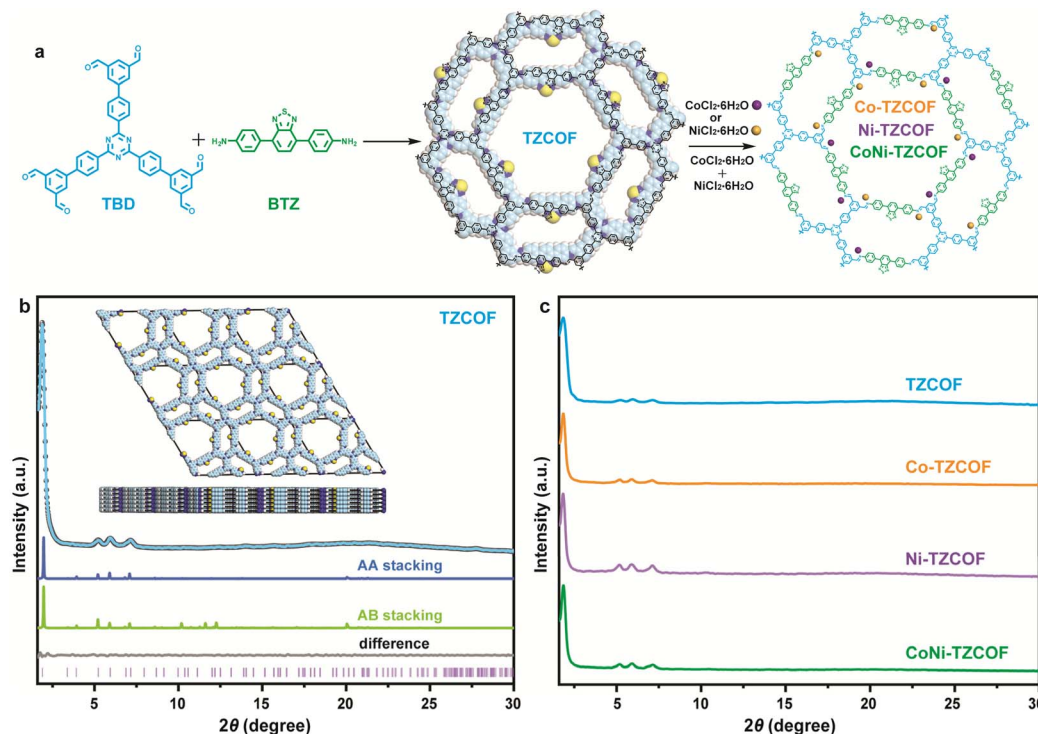 a
TBD
+
H₂N
NH₂
BTZ
TZCOF
CoCl₂·6H₂O
or
NiCl₂·6H₂O
CoCl₂·6H₂O
+
NiCl₂·6H₂O
Co-TZCOF
Ni-TZCOF
CoNi-TZCOF
b
TZCOF
AA stacking
AB stacking
difference
Intensity (a.u.)
5 10 15 20 25 30
2θ (degree)
c
TZCOF
Co-TZCOF
Ni-TZCOF
CoNi-TZCOF
Intensity (a.u.)
5 10 15 20 25 30
2θ (degree)